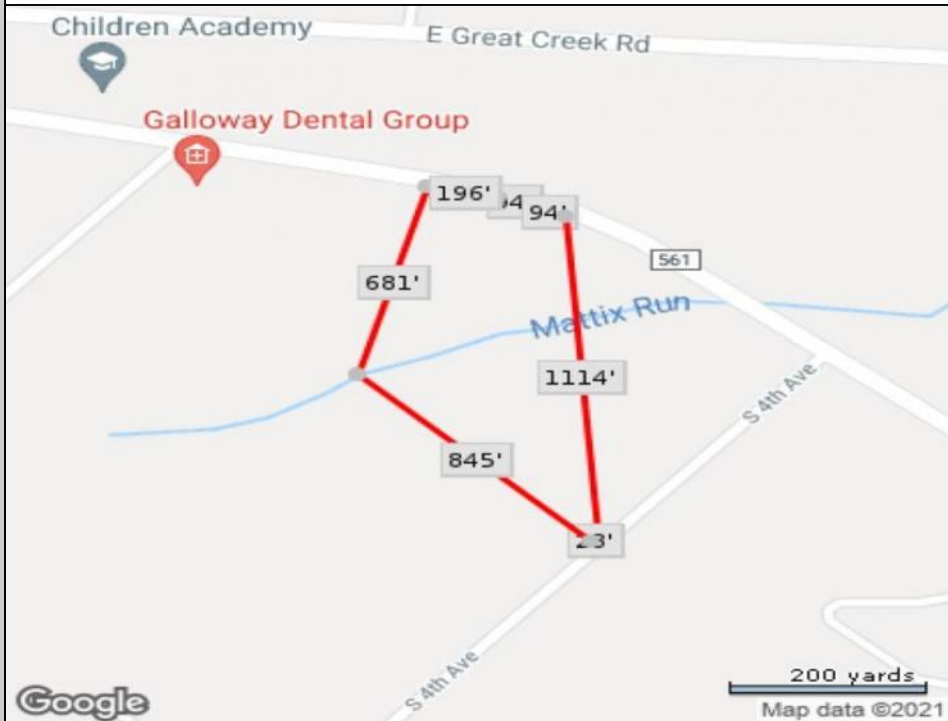 Children Academy
E Great Creek Rd
Galloway Dental Group
196'
94'
681'
561
Mattix Run
1114'
S 4th Ave
845'
S 4th Ave
200 yards
Google
Map data ©2021